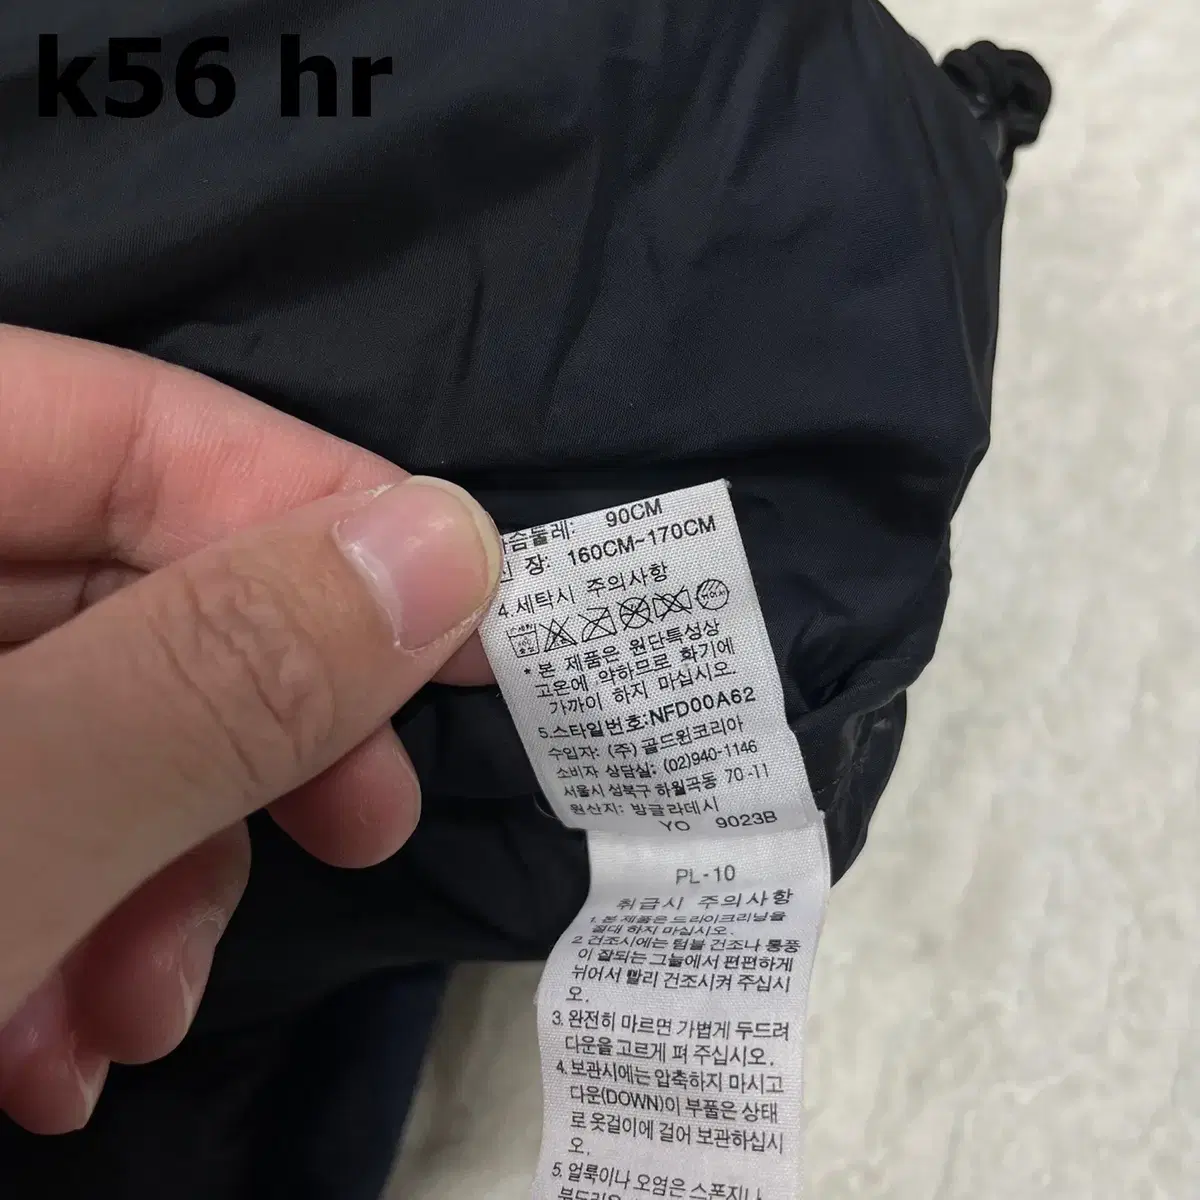 k56 hr
가슴둘레: 90CM
신 장: 160CM~170CM
4.세탁시 주의사항
*본 제품은 원단특성상
고온에 약하므로 화기에
가까이 하지 마십시오.
5.스타일번호:NFD00A62
수입자: (주) 골드윈코리아
소비자 상담실: (02)940-1146
서울시 성북구 하월곡동 70-11
원산지: 방글라데시
YO 9023B
PL-10
취급시 주의사항
1. 본 제품은 드라이크리닝을
절대 하지 마십시오.
2 건조시에는 텀블 건조나 통풍
이 잘되는 그늘에서 편편하게
뉘어서 빨리 건조시켜 주십시
오.
3. 완전히 마르면 가볍게 두드려
다운을 고르게 펴 주십시오.
4. 보관시에는 압축하지 마시고
다운(DOWN)이 부품은 상태
로 옷걸이에 걸어 보관하십시
오.
5. 얼룩이나 오염은 스폰지나